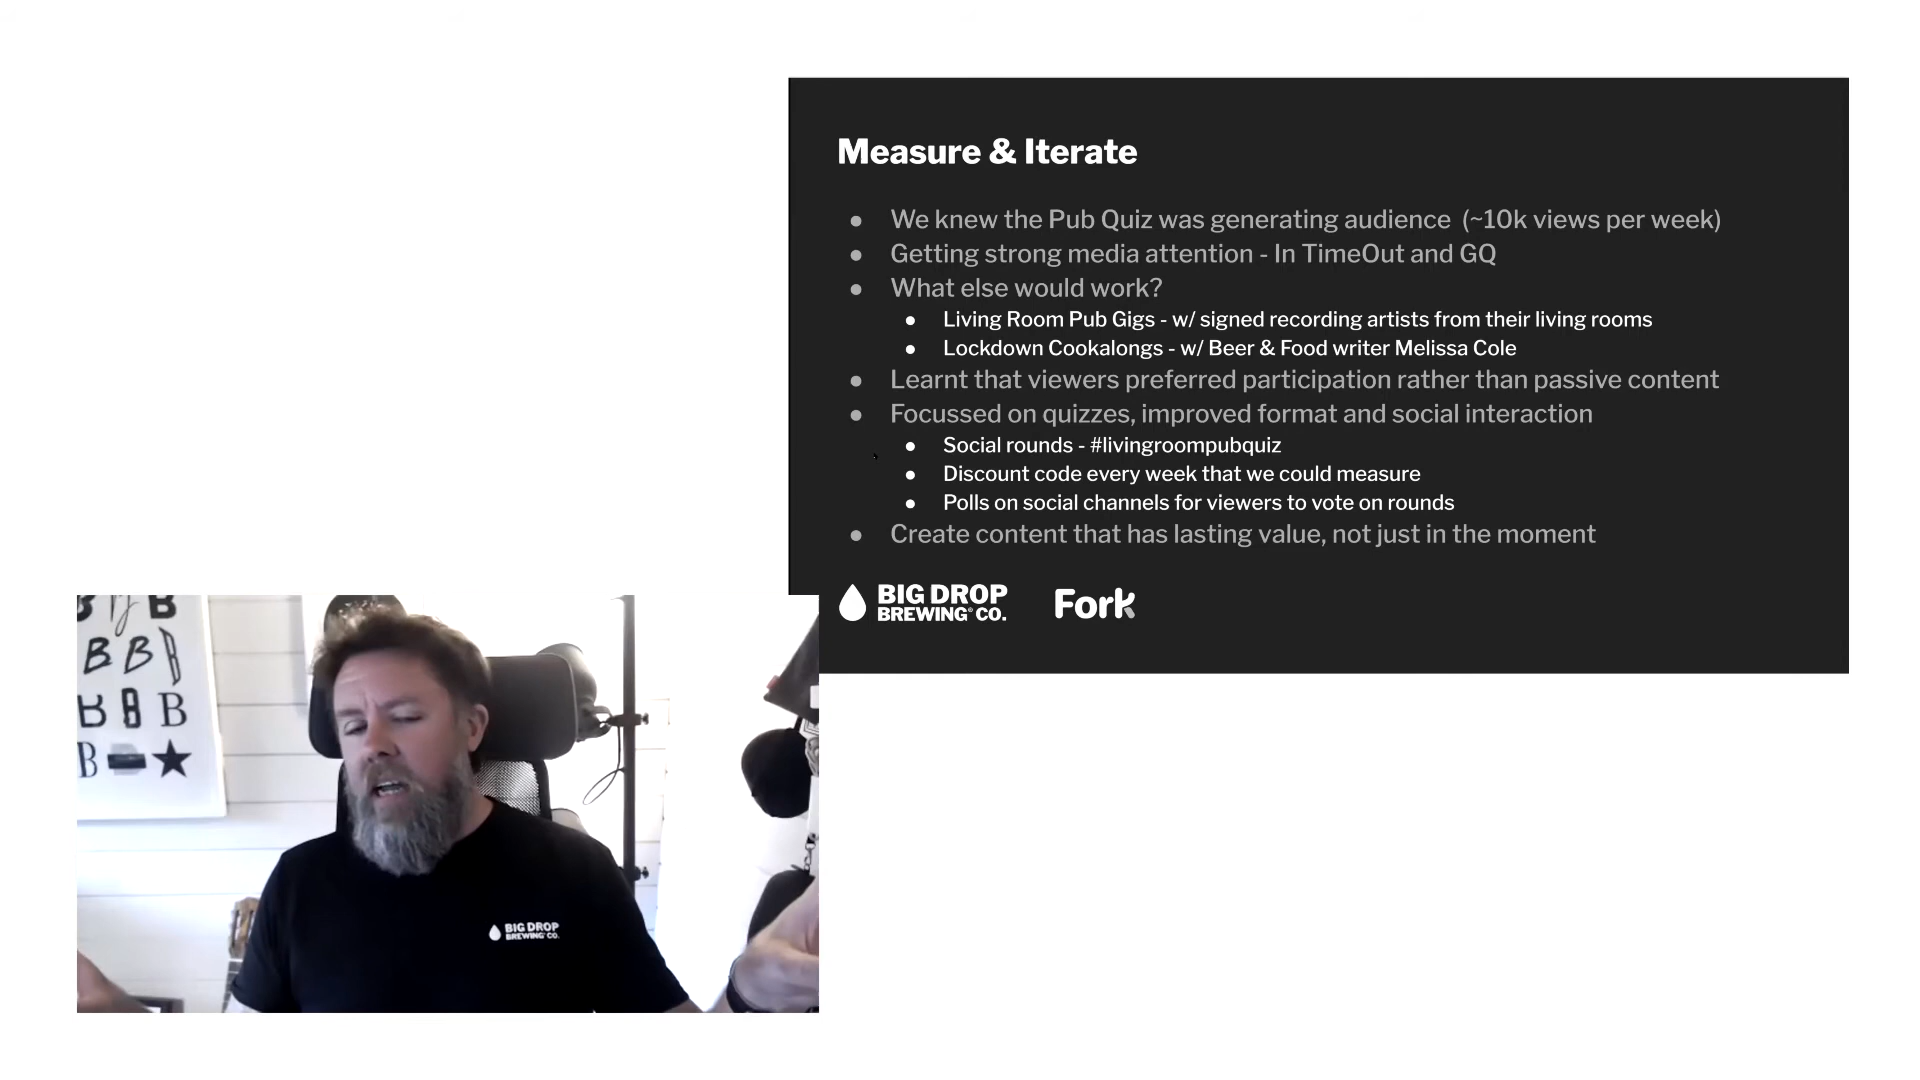 Measure & Iterate
We knew the Pub Quiz was generating audience (~10k views per week)
Getting strong media attention - In TimeOut and GQ
What else would work?
Living Room Pub Gigs - w/ signed recording artists from their living rooms
Lockdown Cookalongs - w/ Beer & Food writer Melissa Cole
Learnt that viewers preferred participation rather than passive content
Focussed on quizzes, improved format and social interaction
Social rounds - #livingroompubquiz
Discount code every week that we could measure
Polls on social channels for viewers to vote on rounds
Create content that has lasting value, not just in the moment
BIG DROP
BREWING® CO.
Fork
B B
B B
B B
B
BIG DROP
BREWING® CO.